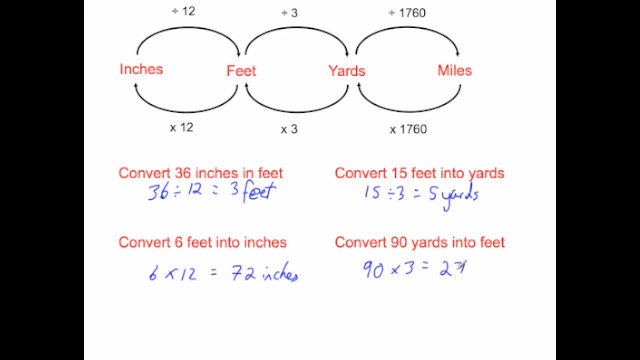 ÷ 12 ÷ 3 ÷ 1760
Inches Feet Yards Miles
x 12 x 3 x 1760
Convert 36 inches in feet
36 ÷ 12 = 3 feet
Convert 15 feet into yards
15 ÷ 3 = 5 yards
Convert 6 feet into inches
6 x 12 = 72 inches
Convert 90 yards into feet
90 x 3 = 27